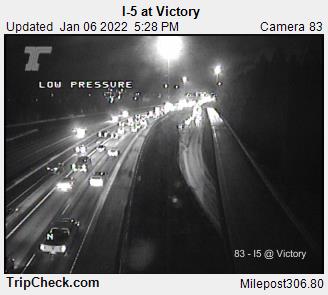 I-5 at Victory
Updated Jan 06 2022 5:28 PM Camera 83
T
LOW PRESSURE
N
83 - I5 @ Victory
TripCheck.com Milepost306.80